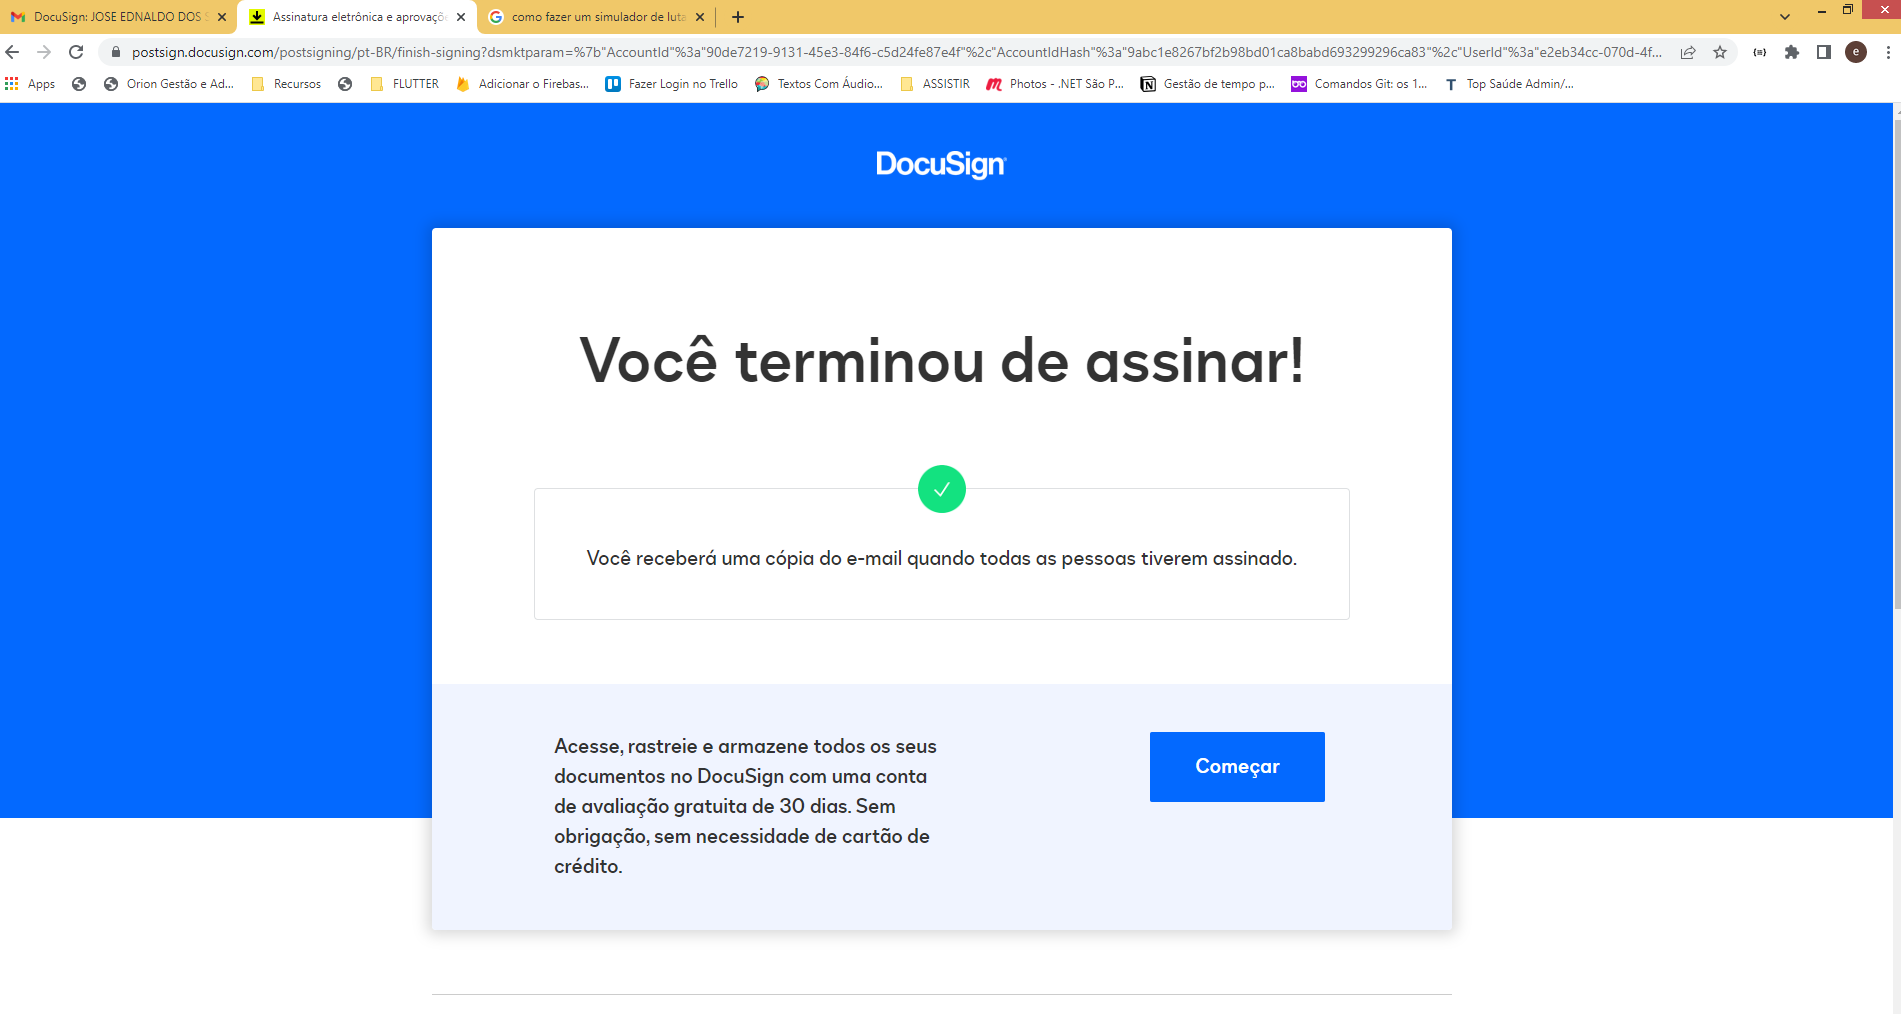 DocuSign: JOSE EDNALDO DOS S
Assinatura eletrônica e aprovaçõe
como fazer um simulador de luta
postsign.docusign.com/postsigning/pt-BR/finish-signing?dsmktparam=%7b"AccountId"%3a"90de7219-9131-45e3-84f6-c5d24fe87e4f"%2c"AccountIdHash"%3a"9abc1e8267bf2b98bd01ca8babd693299296ca83"%2c"UserId"%3a"e2eb34cc-070d-4f...
e
Apps
Orion Gestão e Ad...
Recursos
FLUTTER
Adicionar o Firebas...
Fazer Login no Trello
Textos Com Áudio...
ASSISTIR
Photos - .NET São P...
Gestão de tempo p...
Comandos Git: os 1...
Top Saúde Admin/...
DocuSign
Você terminou de assinar!
Você receberá uma cópia do e-mail quando todas as pessoas tiverem assinado.
Acesse, rastreie e armazene todos os seus
documentos no DocuSign com uma conta
de avaliação gratuita de 30 dias. Sem
obrigação, sem necessidade de cartão de
crédito.
Começar